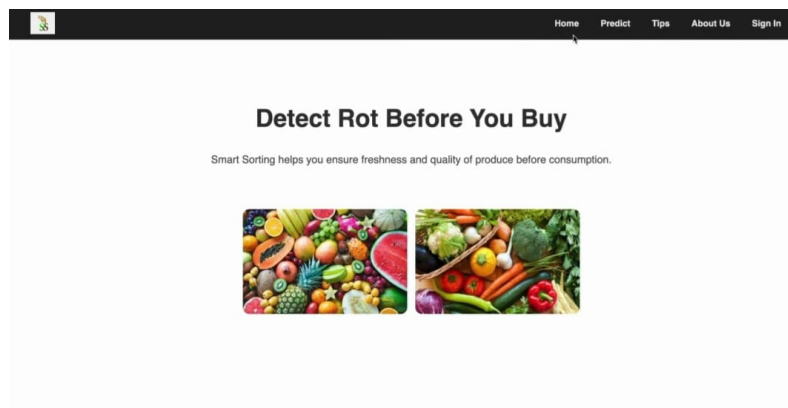 SS
Home Predict Tips About Us Sign In
Detect Rot Before You Buy
Smart Sorting helps you ensure freshness and quality of produce before consumption.